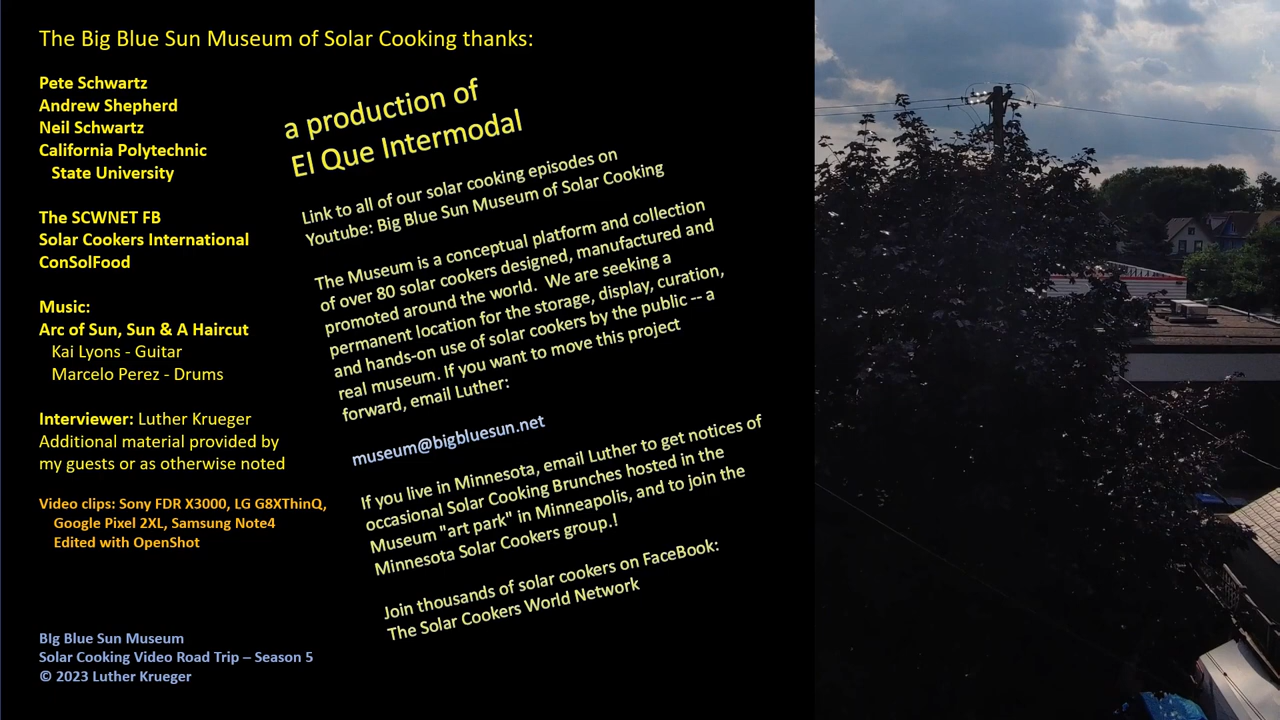 The Big Blue Sun Museum of Solar Cooking thanks:
Pete Schwartz
Andrew Shepherd
Neil Schwartz
California Polytechnic
State University
The SCWNET FB
Solar Cookers International
ConSolFood
Music:
Arc of Sun, Sun & A Haircut
Kai Lyons - Guitar
Marcelo Perez - Drums
Interviewer: Luther Krueger
Additional material provided by
my guests or as otherwise noted
Video clips: Sony FDR X3000, LG G8XThinQ,
Google Pixel 2XL, Samsung Note4
Edited with OpenShot
BIg Blue Sun Museum
Solar Cooking Video Road Trip – Season 5
© 2023 Luther Krueger
a production of
El Que Intermodal
Link to all of our solar cooking episodes on
Youtube: Big Blue Sun Museum of Solar Cooking
The Museum is a conceptual platform and collection
of over 80 solar cookers designed, manufactured and
promoted around the world.  We are seeking a
permanent location for the storage, display, curation,
and hands-on use of solar cookers by the public -- a
real museum. If you want to move this project
forward, email Luther:
museum@bigbluesun.net
If you live in Minnesota, email Luther to get notices of
occasional Solar Cooking Brunches hosted in the
Museum "art park" in Minneapolis, and to join the
Minnesota Solar Cookers group.!
Join thousands of solar cookers on FaceBook:
The Solar Cookers World Network